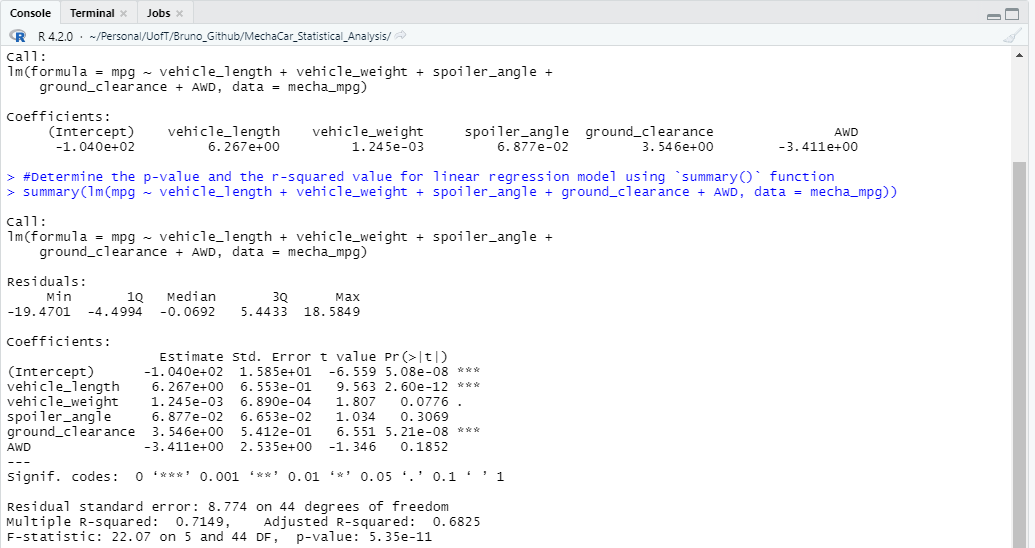 Console Terminal × Jobs ×
R R 4.2.0 · ~/Personal/UofT/Bruno_Github/MechaCar_Statistical_Analysis/
Call:
lm(formula = mpg ~ vehicle_length + vehicle_weight + spoiler_angle +
    ground_clearance + AWD, data = mecha_mpg)
Coefficients:
     (Intercept)    vehicle_length    vehicle_weight     spoiler_angle  ground_clearance               AWD
      -1.040e+02         6.267e+00         1.245e-03         6.877e-02         3.546e+00        -3.411e+00
> #Determine the p-value and the r-squared value for linear regression model using `summary()` function
> summary(lm(mpg ~ vehicle_length + vehicle_weight + spoiler_angle + ground_clearance + AWD, data = mecha_mpg))
Call:
lm(formula = mpg ~ vehicle_length + vehicle_weight + spoiler_angle +
    ground_clearance + AWD, data = mecha_mpg)
Residuals:
     Min       1Q   Median       3Q      Max
-19.4701  -4.4994  -0.0692   5.4433  18.5849
Coefficients:
                   Estimate Std. Error t value Pr(>|t|)
(Intercept)      -1.040e+02  1.585e+01  -6.559 5.08e-08 ***
vehicle_length    6.267e+00  6.553e-01   9.563 2.60e-12 ***
vehicle_weight    1.245e-03  6.890e-04   1.807   0.0776 .
spoiler_angle     6.877e-02  6.653e-02   1.034   0.3069
ground_clearance  3.546e+00  5.412e-01   6.551 5.21e-08 ***
AWD              -3.411e+00  2.535e+00  -1.346   0.1852
---
Signif. codes:  0 ‘***’ 0.001 ‘**’ 0.01 ‘*’ 0.05 ‘.’ 0.1 ‘ ’ 1
Residual standard error: 8.774 on 44 degrees of freedom
Multiple R-squared:  0.7149,    Adjusted R-squared:  0.6825
F-statistic: 22.07 on 5 and 44 DF,  p-value: 5.35e-11